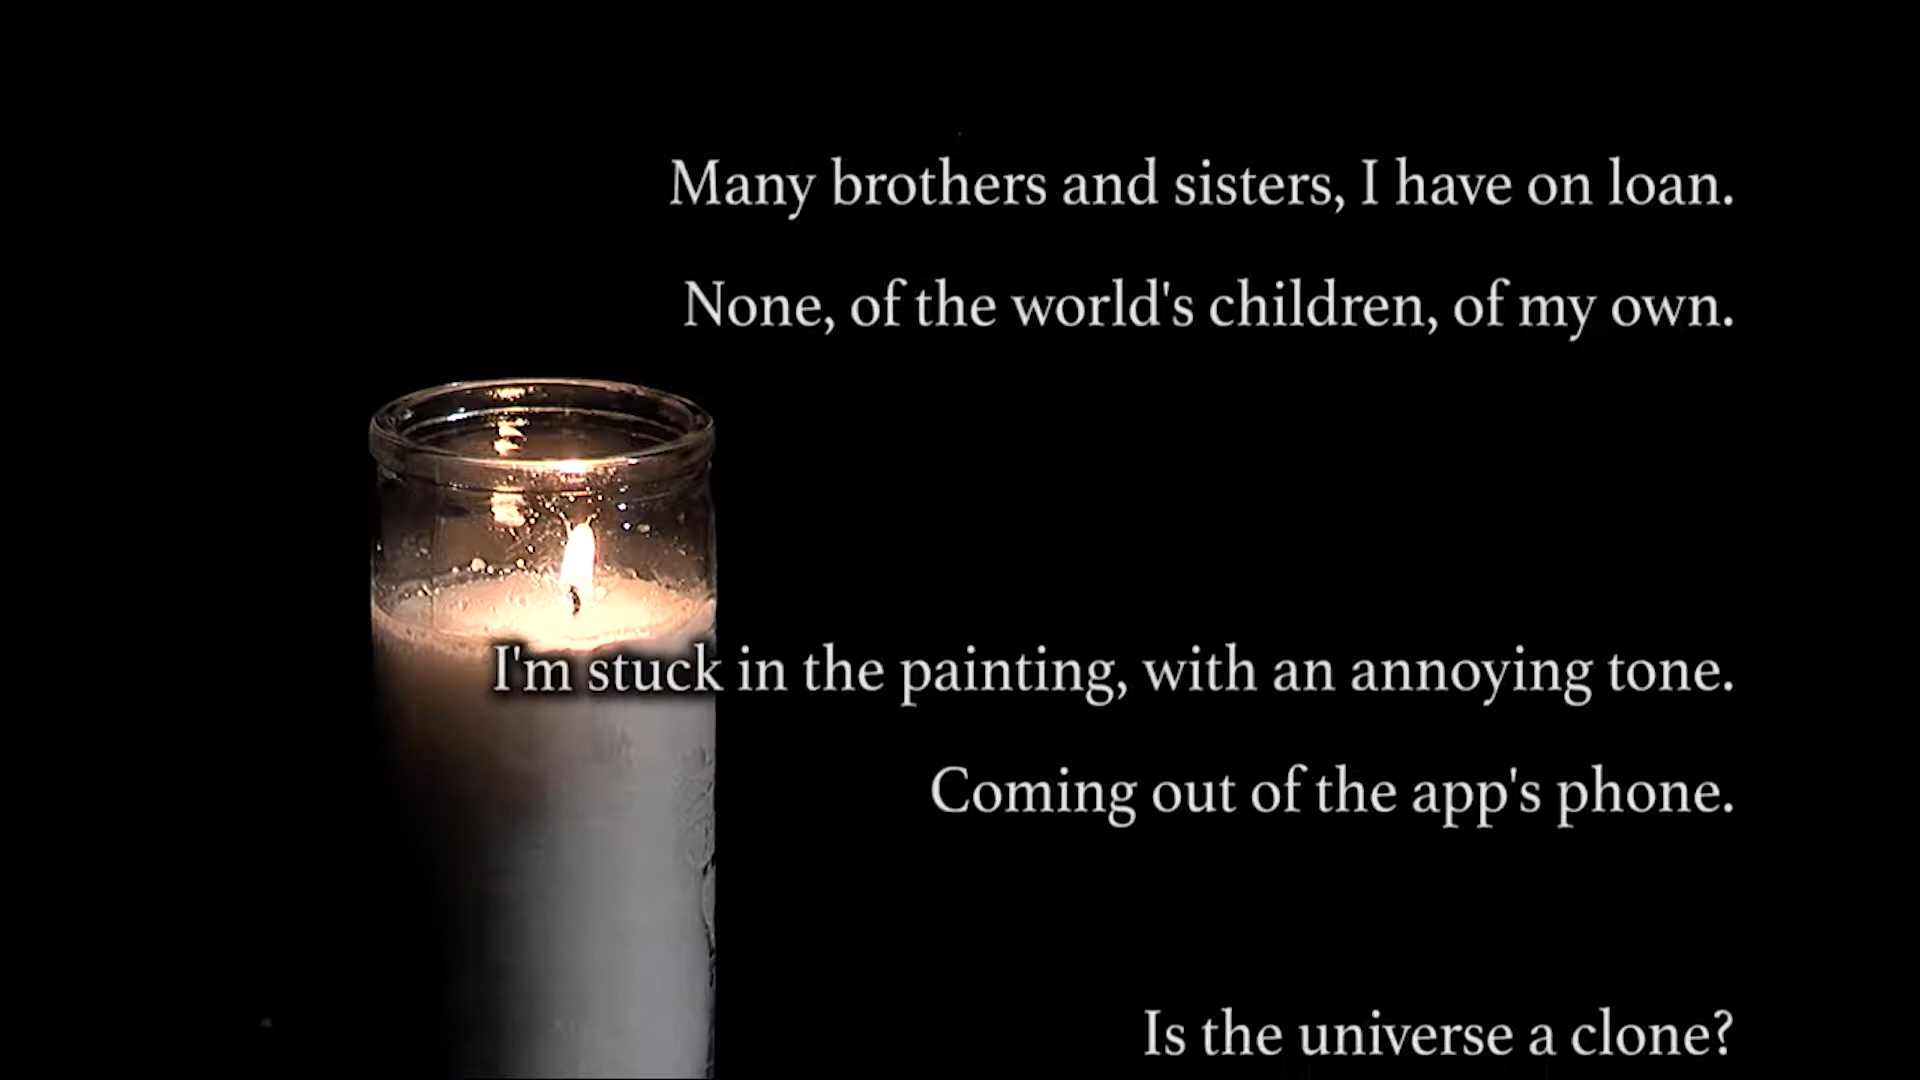 Many brothers and sisters, I have on loan.
None, of the world's children, of my own.
I'm stuck in the painting, with an annoying tone.
Coming out of the app's phone.
Is the universe a clone?